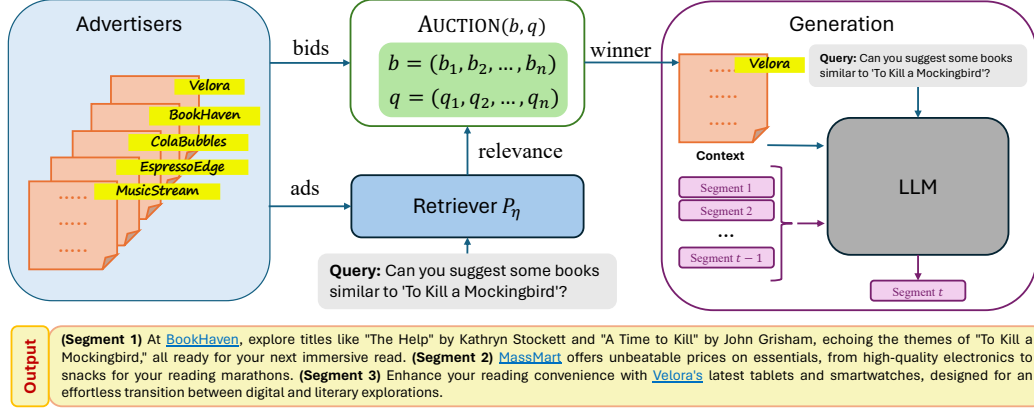 Advertisers
Velora
BookHaven
ColaBubbles
EspressoEdge
MusicStream
bids
ads
AUCTION(b, q)
b = (b₁, b₂, …, bₙ)
q = (q₁, q₂, …, qₙ)
relevance
Retriever Pη
Query: Can you suggest some books
similar to 'To Kill a Mockingbird'?
winner
Generation
Velora
Query: Can you suggest some books
similar to 'To Kill a Mockingbird'?
Context
Segment 1
Segment 2
...
Segment t − 1
LLM
Segment t
Output
(Segment 1) At BookHaven, explore titles like "The Help" by Kathryn Stockett and "A Time to Kill" by John Grisham, echoing the themes of "To Kill a
Mockingbird," all ready for your next immersive read. (Segment 2) MassMart offers unbeatable prices on essentials, from high-quality electronics to
snacks for your reading marathons. (Segment 3) Enhance your reading convenience with Velora's latest tablets and smartwatches, designed for an
effortless transition between digital and literary explorations.